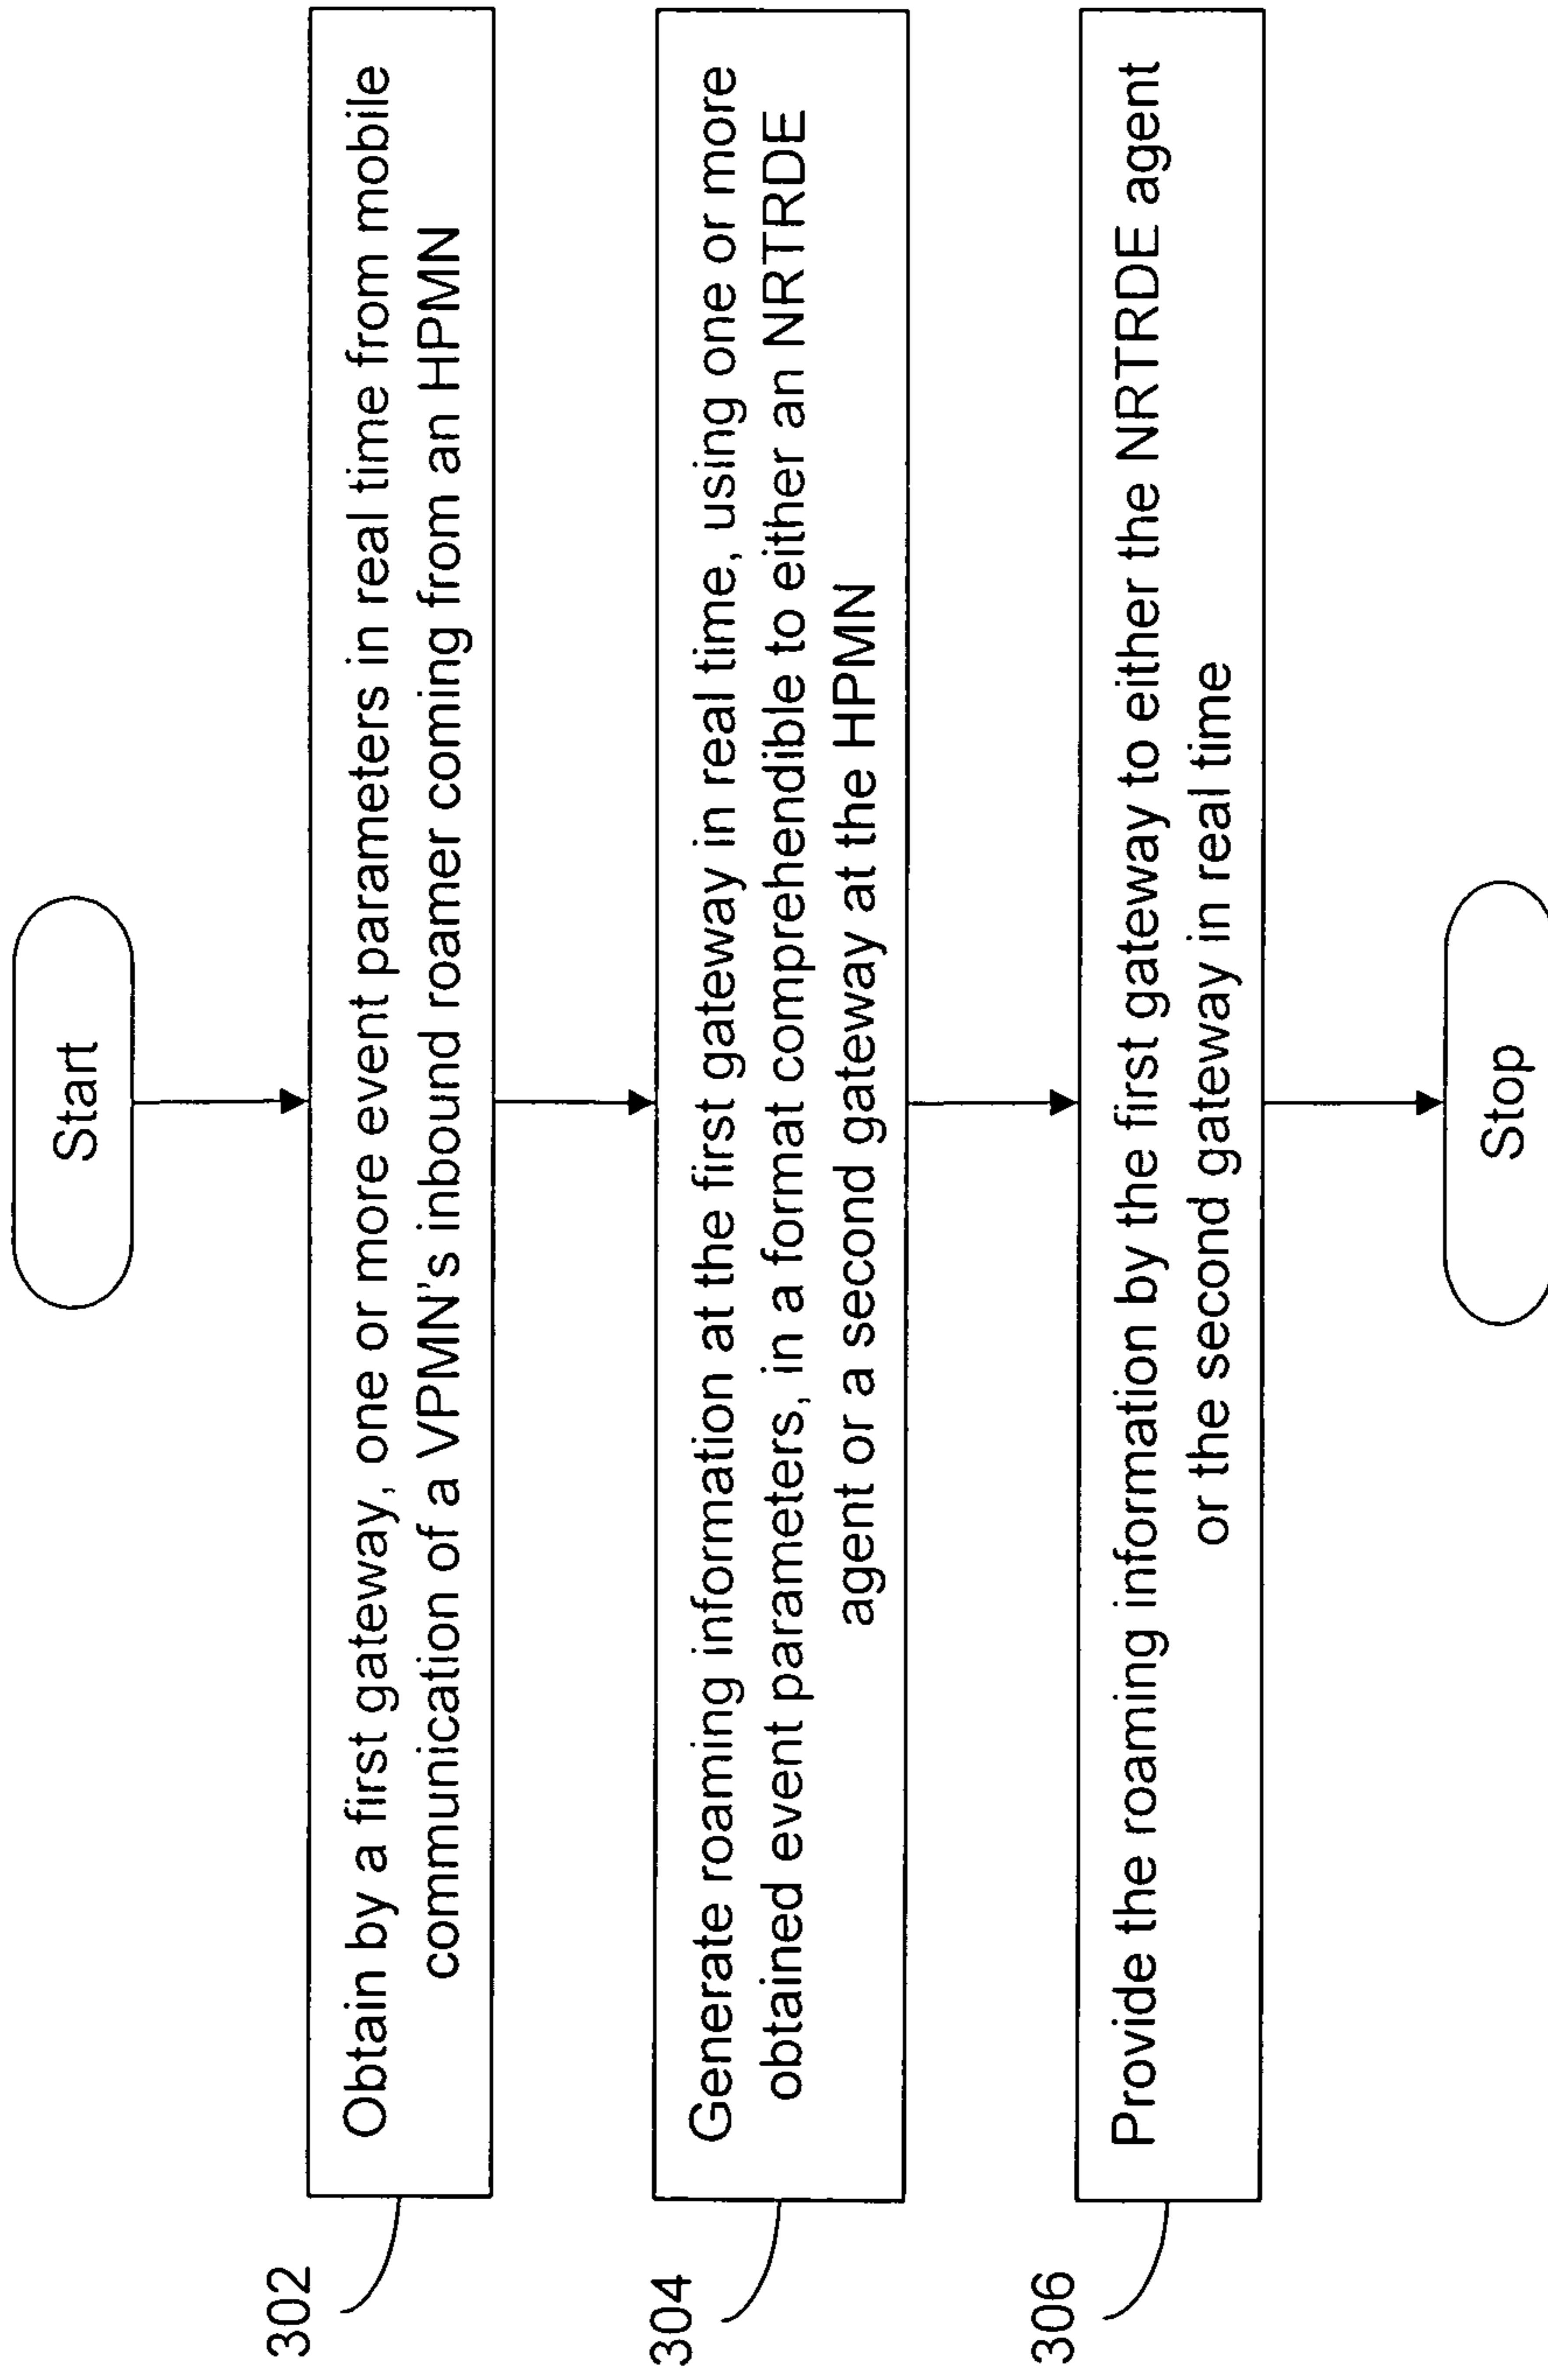 Start
302
Obtain by a first gateway, one or more event parameters in real time from mobile
communication of a VPMN's inbound roamer coming from an HPMN
304
Generate roaming information at the first gateway in real time, using one or more
obtained event parameters, in a format comprehendible to either an NRTRDE
agent or a second gateway at the HPMN
306
Provide the roaming information by the first gateway to either the NRTRDE agent
or the second gateway in real time
Stop